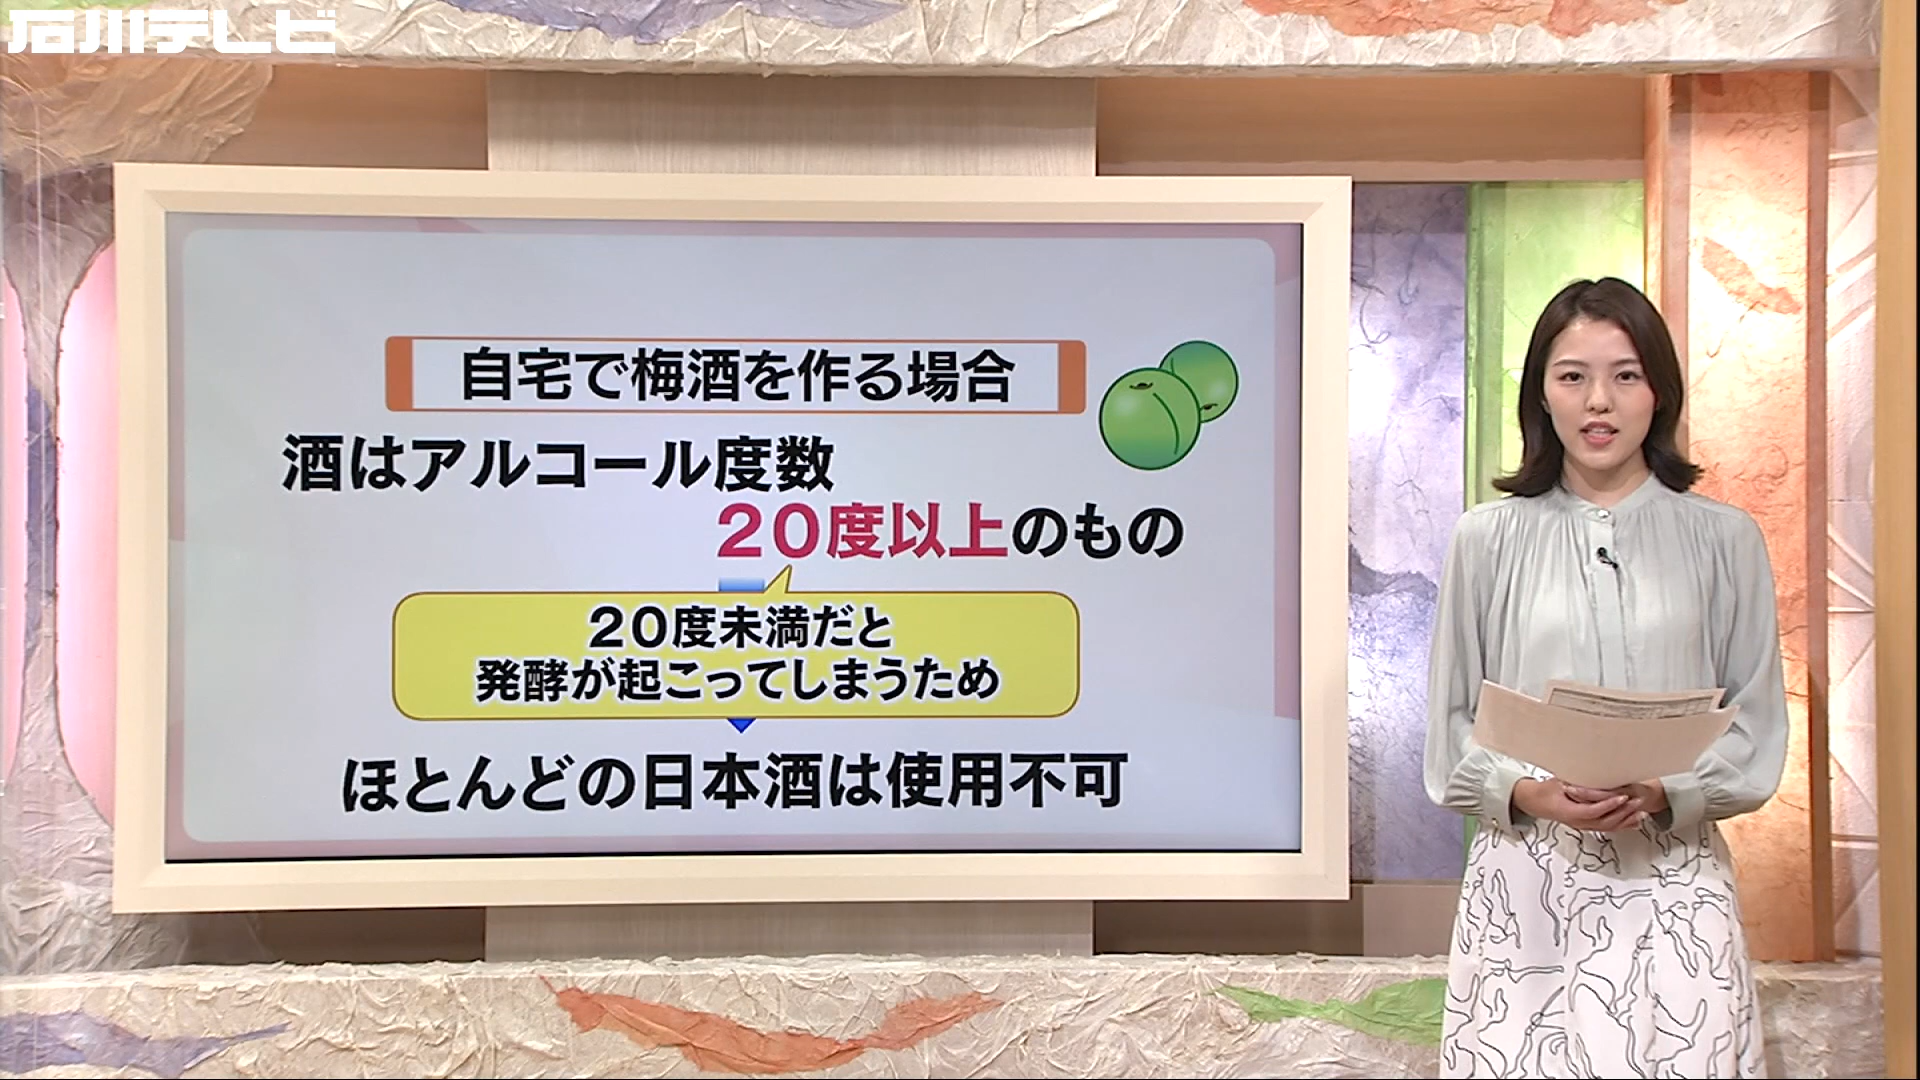 石川テレビ
自宅で梅酒を作る場合
酒はアルコール度数
２０度以上のもの
２０度未満だと
発酵が起こってしまうため
ほとんどの日本酒は使用不可